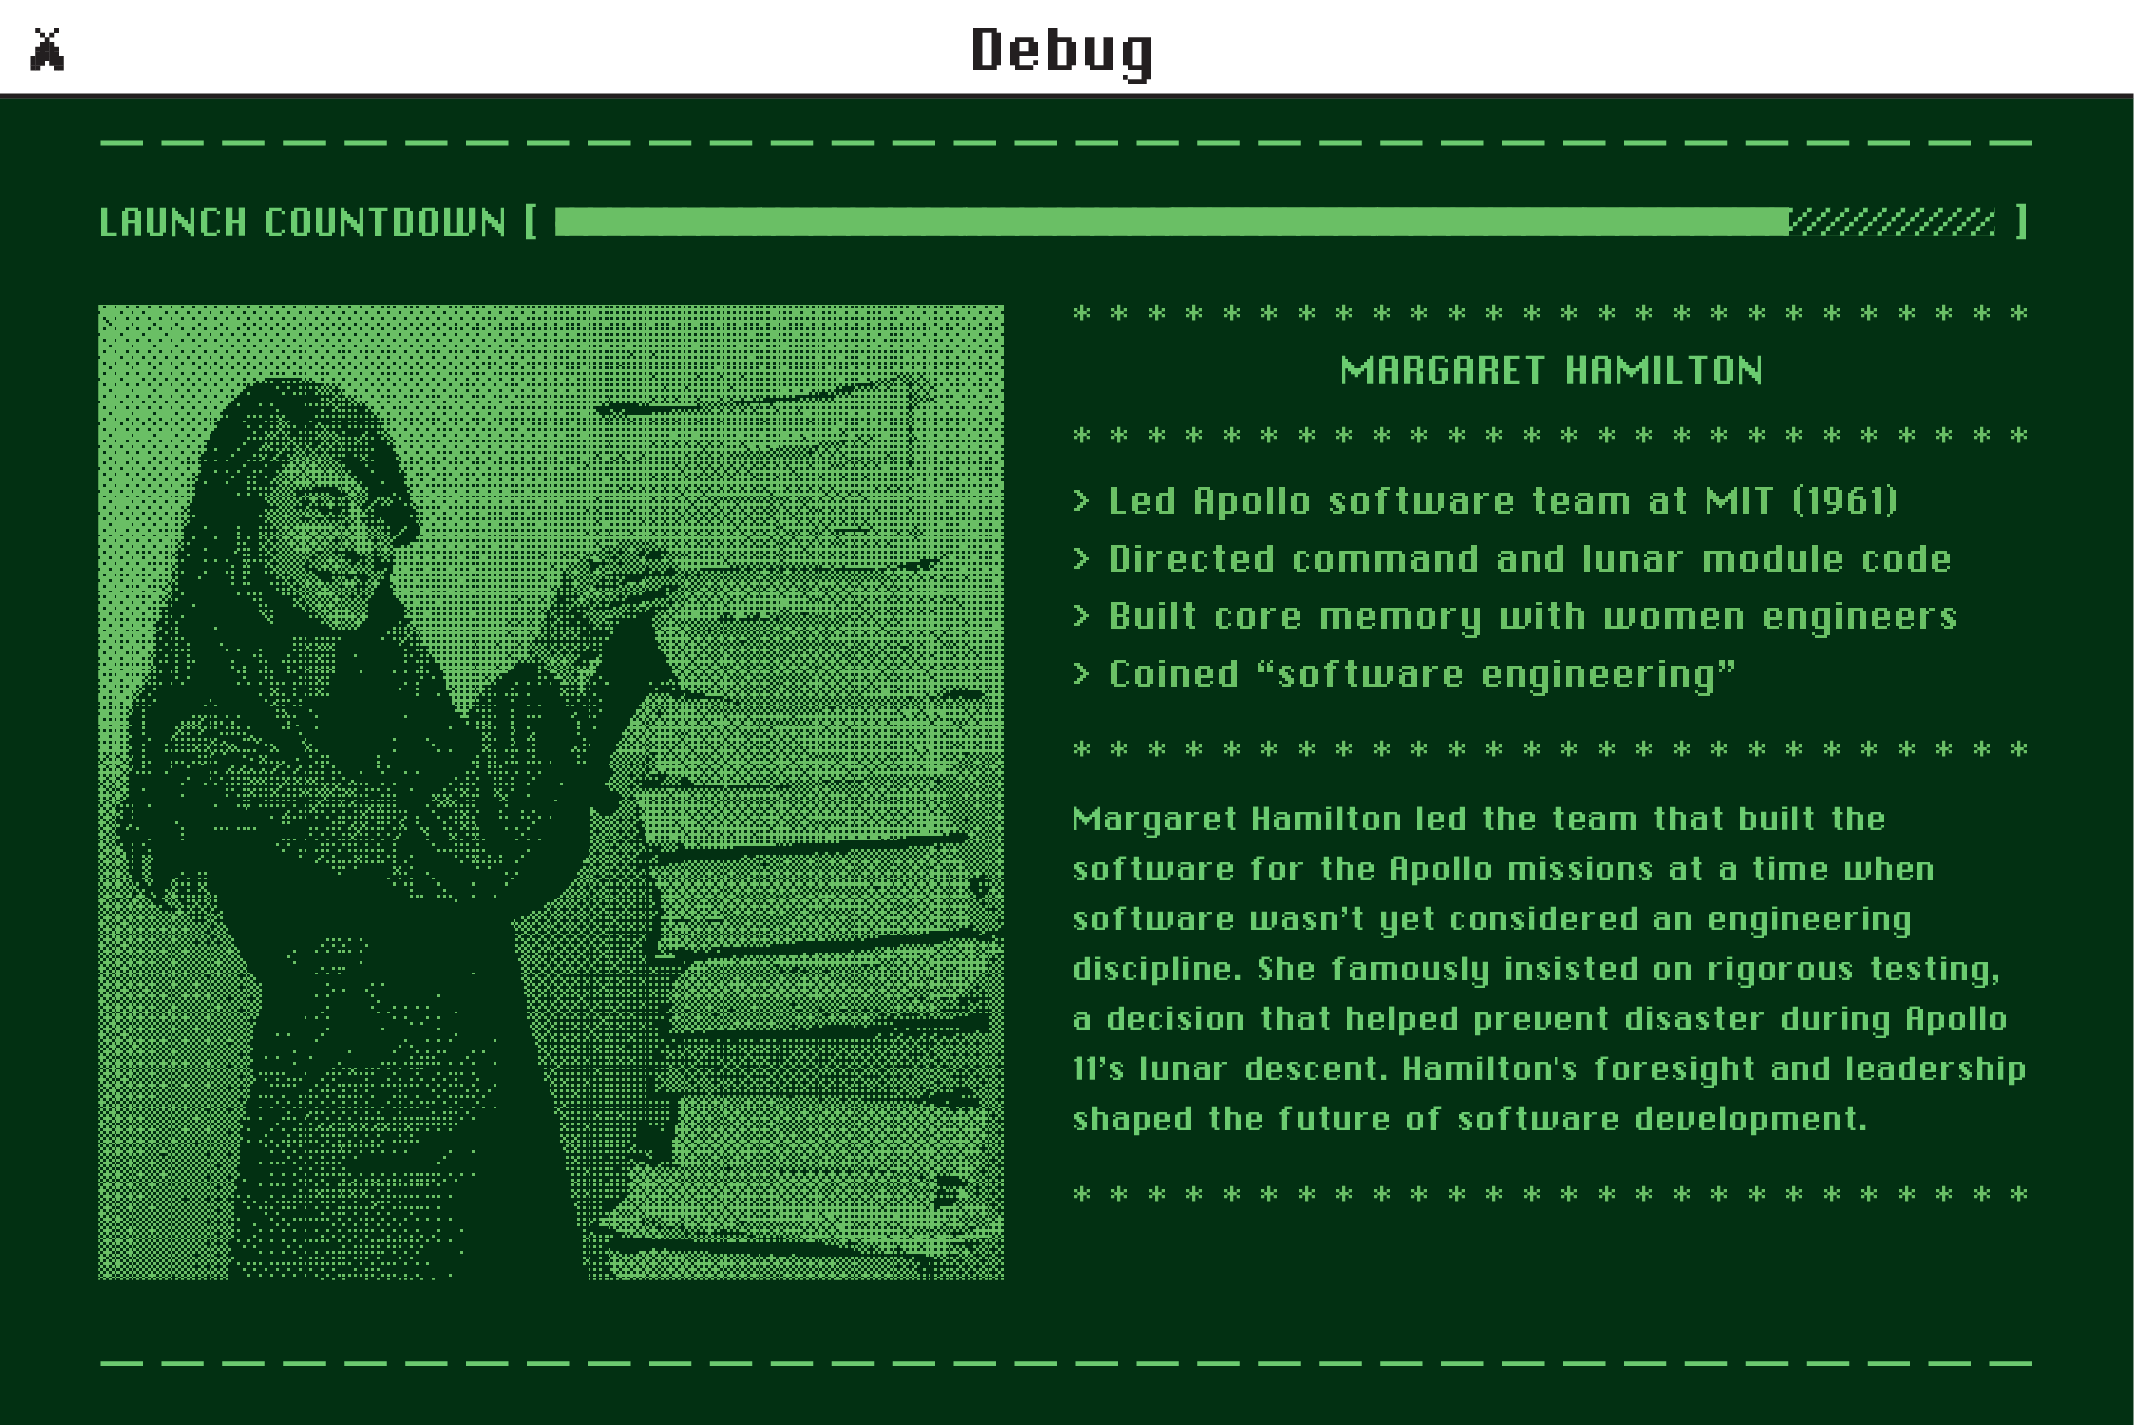 Debug
LAUNCH COUNTDOWN [ ]
* * * * * * * * * * * * * * * * * * * * * * * * * *
MARGARET HAMILTON
* * * * * * * * * * * * * * * * * * * * * * * * * *
> Led Apollo software team at MIT (1961)
> Directed command and lunar module code
> Built core memory with women engineers
> Coined “software engineering”
* * * * * * * * * * * * * * * * * * * * * * * * * *
Margaret Hamilton led the team that built the
software for the Apollo missions at a time when
software wasn’t yet considered an engineering
discipline. She famously insisted on rigorous testing,
a decision that helped prevent disaster during Apollo
11’s lunar descent. Hamilton's foresight and leadership
shaped the future of software development.
* * * * * * * * * * * * * * * * * * * * * * * * * *